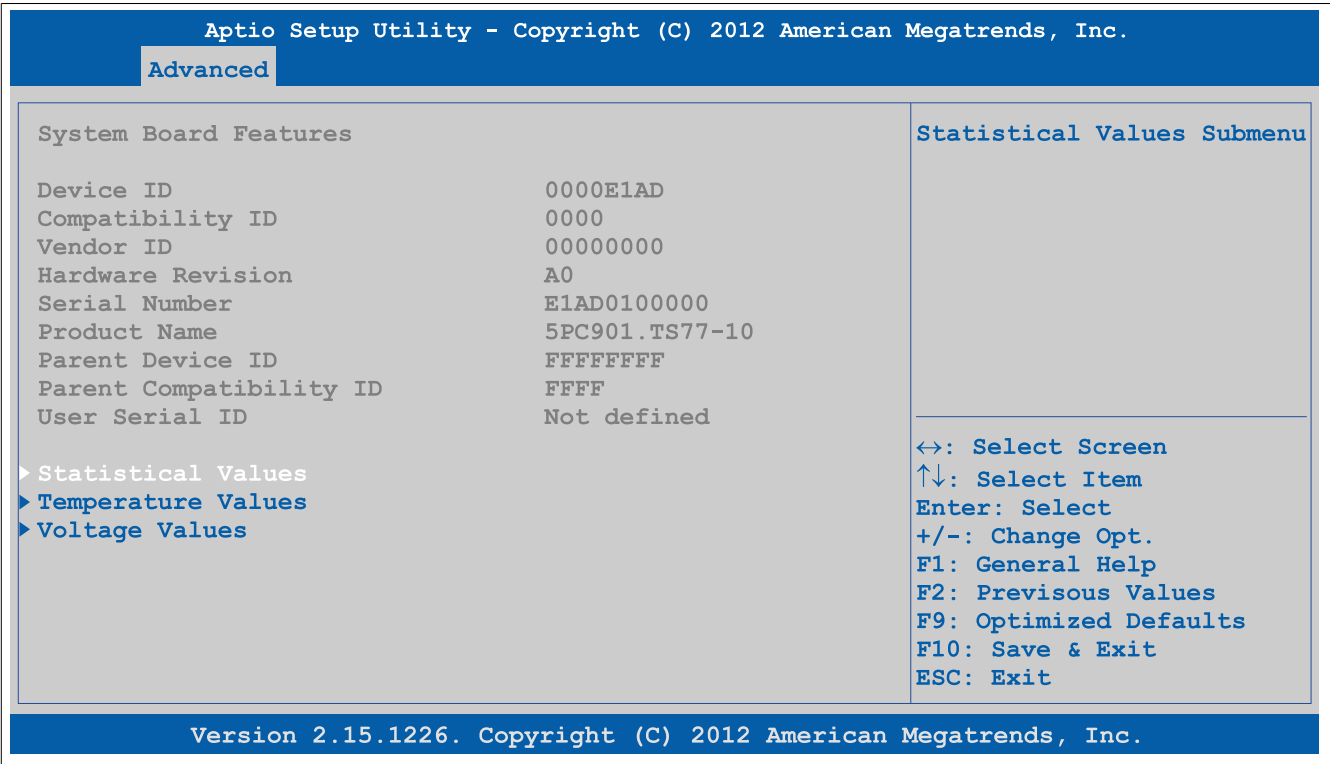 Aptio Setup Utility - Copyright (C) 2012 American Megatrends, Inc.
Advanced
System Board Features
Device ID 0000E1AD
Compatibility ID 0000
Vendor ID 00000000
Hardware Revision A0
Serial Number E1AD0100000
Product Name 5PC901.TS77-10
Parent Device ID FFFFFFFF
Parent Compatibility ID FFFF
User Serial ID Not defined
Statistical Values
Temperature Values
Voltage Values
Statistical Values Submenu
↔: Select Screen
↑↓: Select Item
Enter: Select
+/-: Change Opt.
F1: General Help
F2: Previsous Values
F9: Optimized Defaults
F10: Save & Exit
ESC: Exit
Version 2.15.1226. Copyright (C) 2012 American Megatrends, Inc.